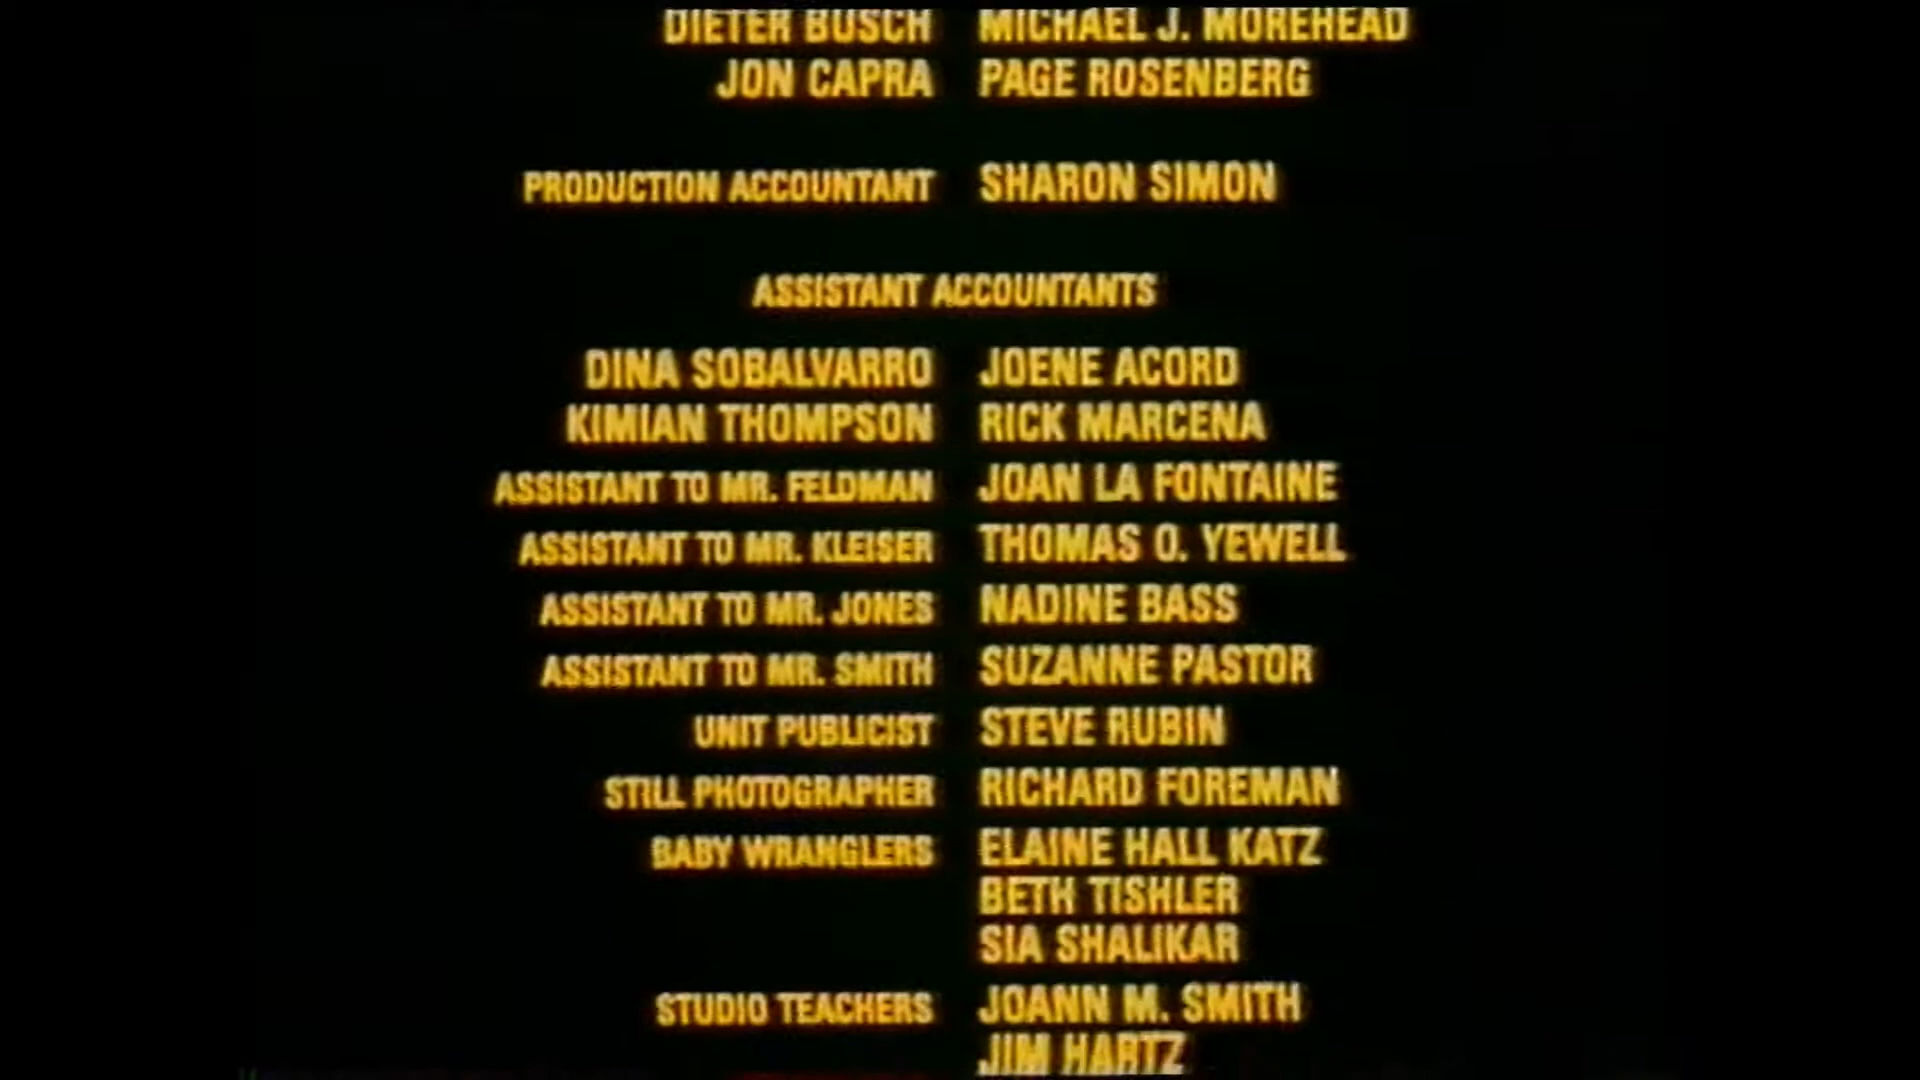 DIETER BUSCH MICHAEL J. MOREHEAD
JON CAPRA PAGE ROSENBERG
PRODUCTION ACCOUNTANT SHARON SIMON
ASSISTANT ACCOUNTANTS
DINA SOBALVARRO JOENE ACORD
KIMIAN THOMPSON RICK MARCENA
ASSISTANT TO MR. FELDMAN JOAN LA FONTAINE
ASSISTANT TO MR. KLEISER THOMAS O. YEWELL
ASSISTANT TO MR. JONES NADINE BASS
ASSISTANT TO MR. SMITH SUZANNE PASTOR
UNIT PUBLICIST STEVE RUBIN
STILL PHOTOGRAPHER RICHARD FOREMAN
BABY WRANGLERS ELAINE HALL KATZ
BETH TISHLER
SIA SHALIKAR
STUDIO TEACHERS JOANN M. SMITH
JIM HARTZ